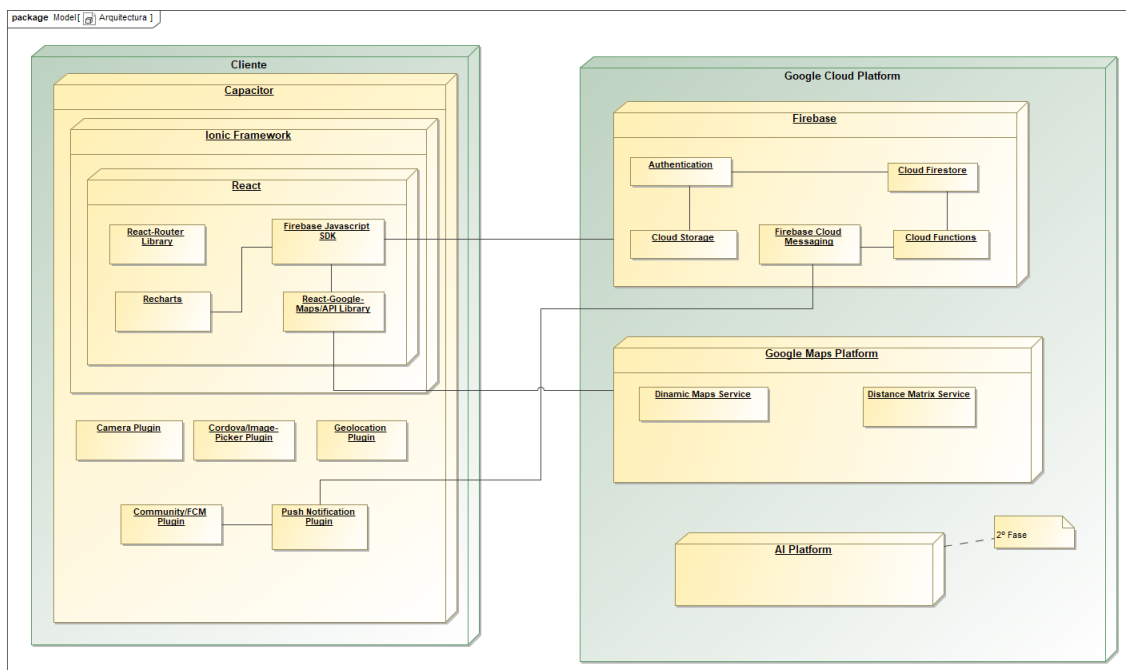 package Model[ Arquitectura ]
Cliente
Capacitor
Ionic Framework
React
React-Router
Library
Firebase Javascript
SDK
Recharts
React-Google-
Maps/API Library
Camera Plugin
Cordova/Image-
Picker Plugin
Geolocation
Plugin
Community/FCM
Plugin
Push Notification
Plugin
Google Cloud Platform
Firebase
Authentication
Cloud Firestore
Cloud Storage
Firebase Cloud
Messaging
Cloud Functions
Google Maps Platform
Dinamic Maps Service
Distance Matrix Service
AI Platform
2º Fase